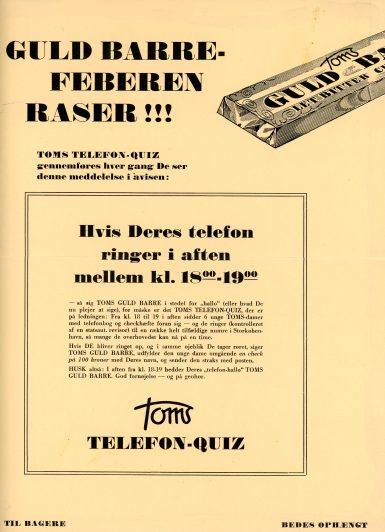 GULD BARRE-
FEBEREN
RASER!!!
Toms
GULD BA
LETBITTER C
TOMS TELEFON-QUIZ
gennemføres hver gang De ser
denne meddelelse i avisen:
Hvis Deres telefon
ringer i aften
mellem kl. 18⁰⁰-19⁰⁰
— så sig TOMS GULD BARRE i stedet for „hallo" (eller hvad De
nu plejer at sige), for måske er det TOMS TELEFON-QUIZ, der er
på ledningen: Fra kl. 18 til 19 i aften sidder 6 unge TOMS-damer
med telefonbog og checkhæfte foran sig — og de ringer (kontrolleret
af en statsaut. revisor) til en række helt tilfældige numre i Storkøben-
havn, så mange de overhovedet kan nå på en time.
Hvis DE bliver ringet op, og i samme øjeblik De tager røret, siger
TOMS GULD BARRE, udfylder den unge dame omgående en check
på 100 kroner med Deres navn, og sender den straks med posten.
HUSK altså: I aften fra kl. 18-19 hedder Deres „telefon-hallo" TOMS
GULD BARRE. God fornøjelse — og på genhør.
Toms
TELEFON-QUIZ
TIL BAGERE
BEDES OPHÆNGT